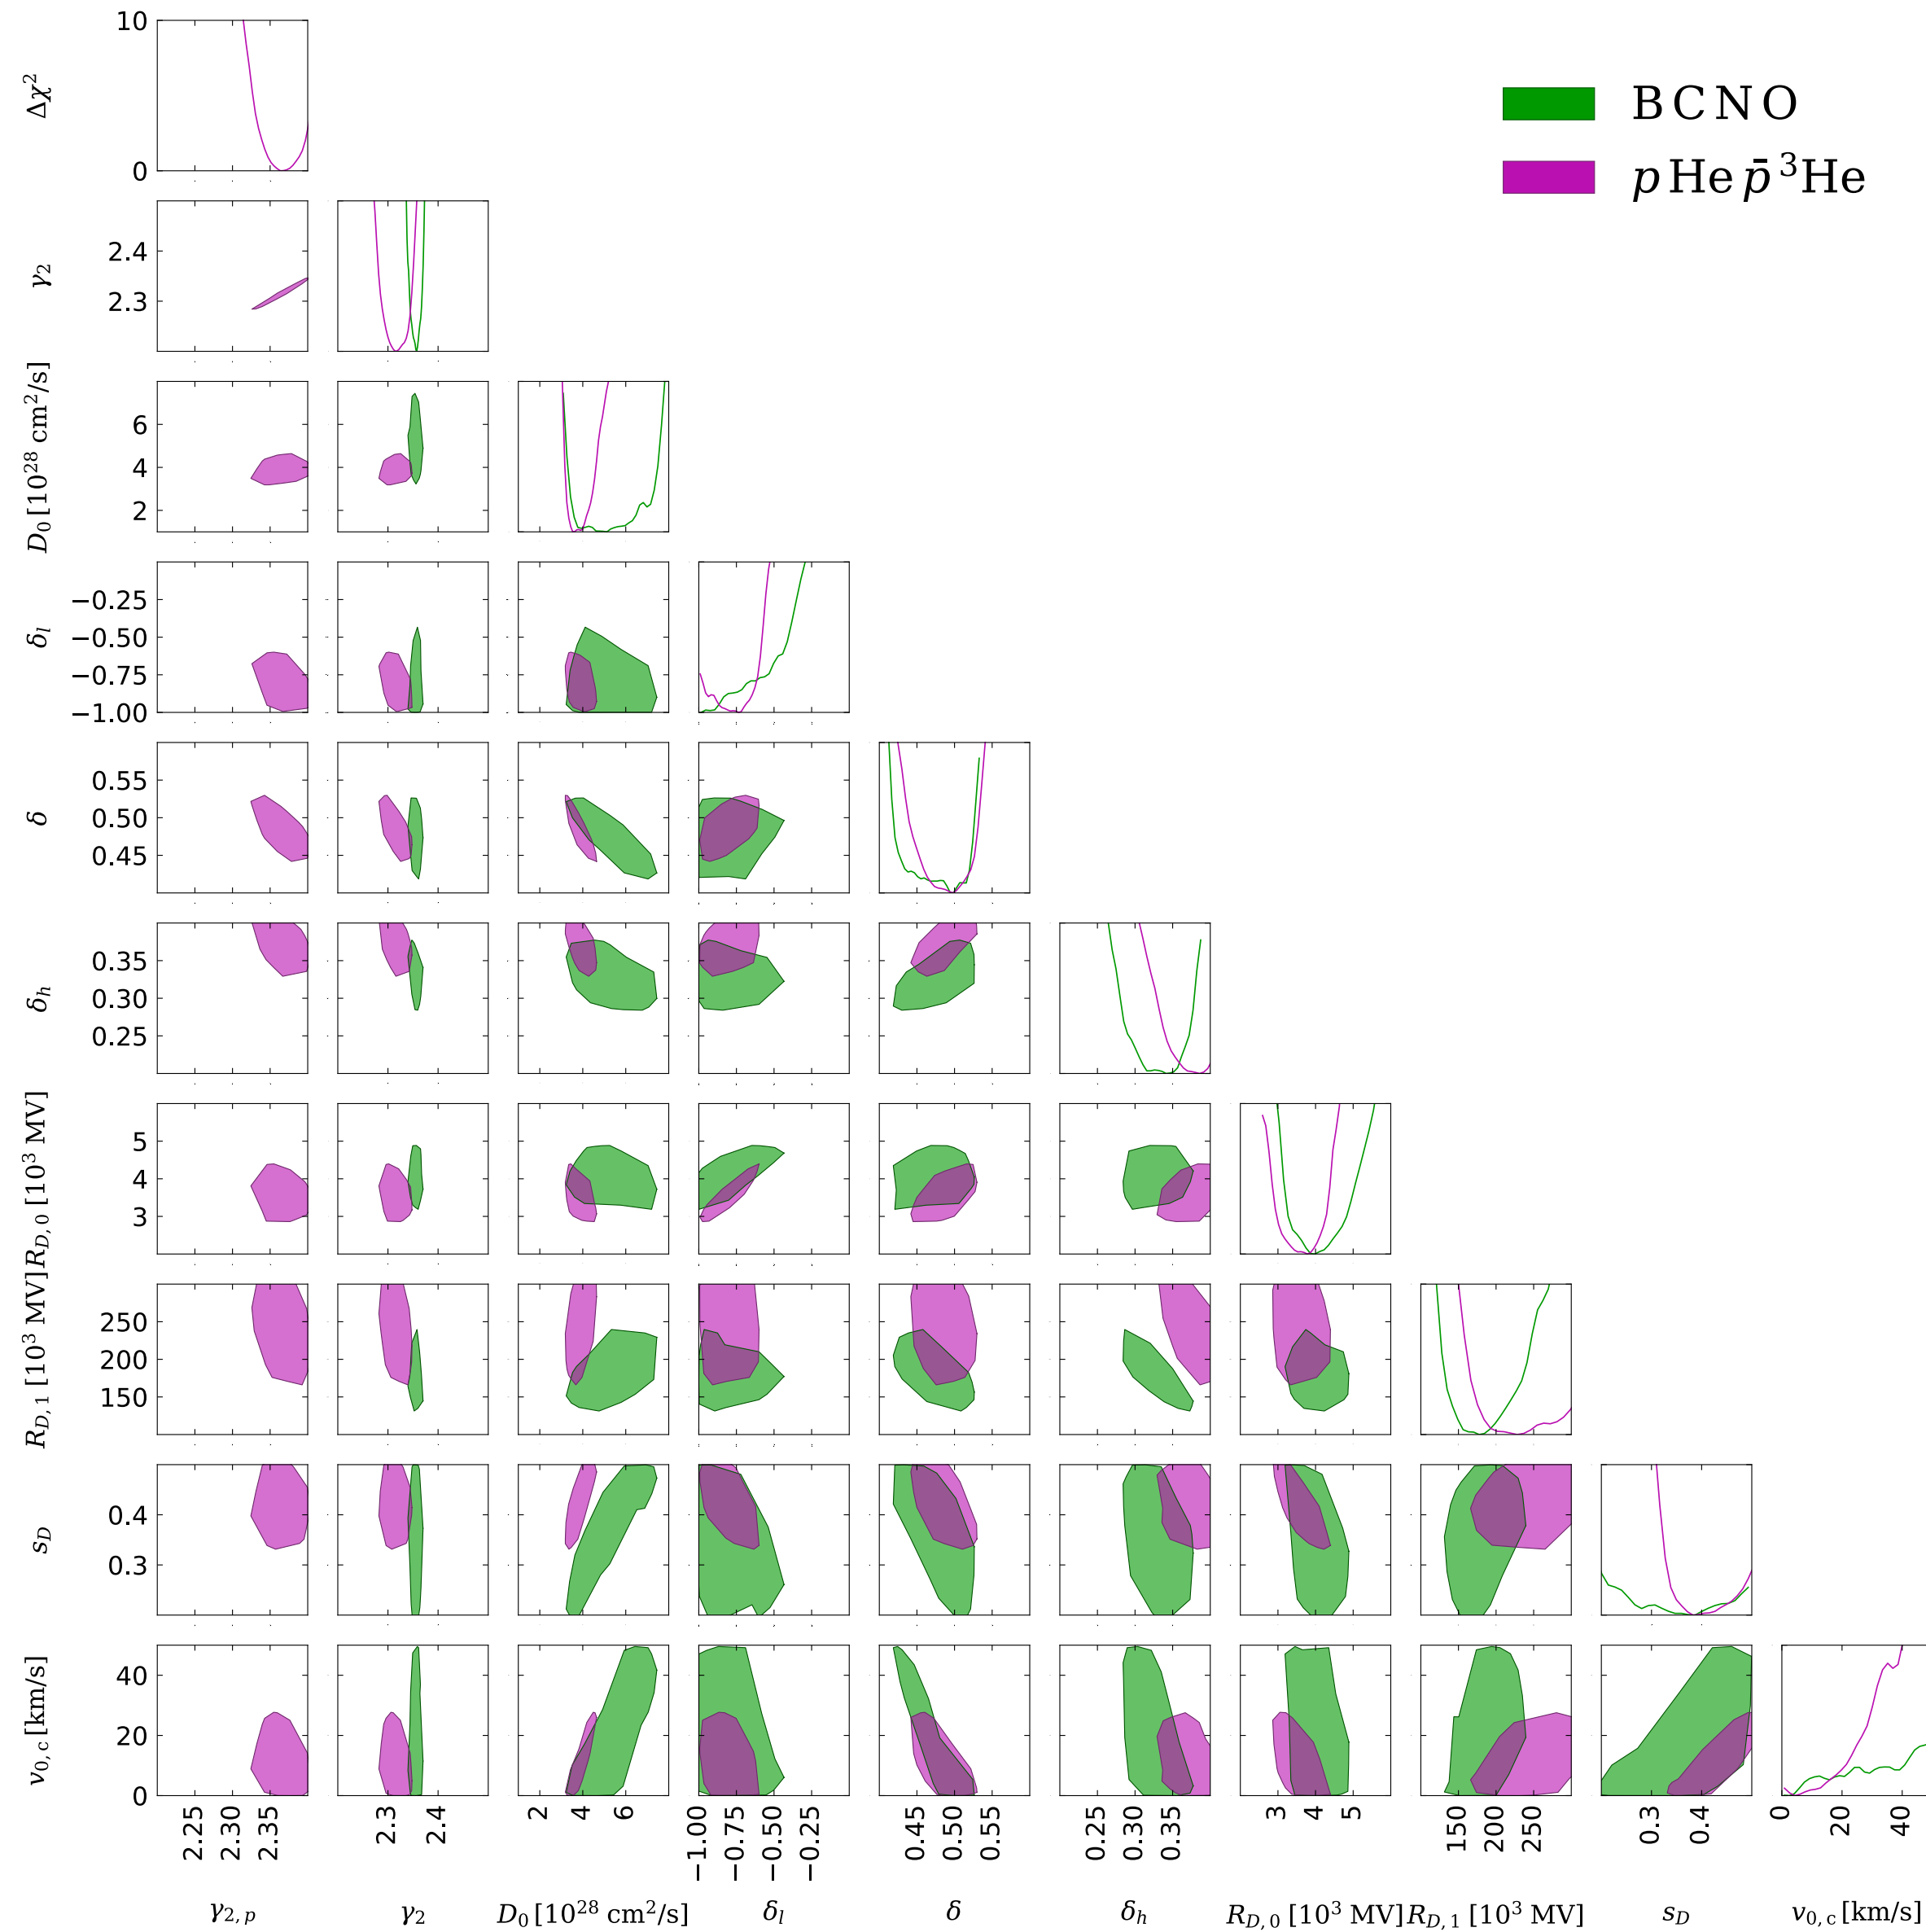 10
0
Δχ²
B C N O
p He p̄ ³He
2.4
2.3
γ₂
6
4
2
D₀ [10²⁸ cm²/s]
−0.25
−0.50
−0.75
−1.00
δₗ
0.55
0.50
0.45
δ
0.35
0.30
0.25
δₕ
5
4
3
R_{D,0} [10³ MV]
250
200
150
R_{D,1} [10³ MV]
0.4
0.3
s_D
40
20
0
v_{0,c} [km/s]
2.25 2.30 2.35 2.3 2.4 2 4 6 −1.00 −0.75 −0.50 −0.25 0.45 0.50 0.55 0.25 0.30 0.35 3 4 5 150 200 250 0.3 0.4 0 20 40
γ_{2,p} γ₂ D₀ [10²⁸ cm²/s] δₗ δ δₕ R_{D,0} [10³ MV] R_{D,1} [10³ MV] s_D v_{0,c} [km/s]